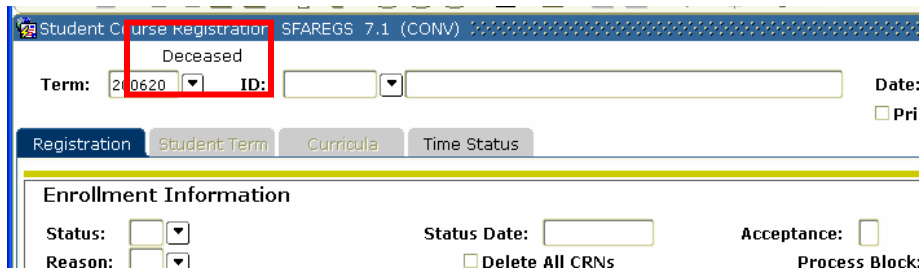 Student Course Registration SFAREGS 7.1 (CONV)
Deceased
Term: 200620 ID: Date:
Pri
Registration Student Term Curricula Time Status
Enrollment Information
Status: Status Date: Acceptance:
Reason: Delete All CRNs Process Block: